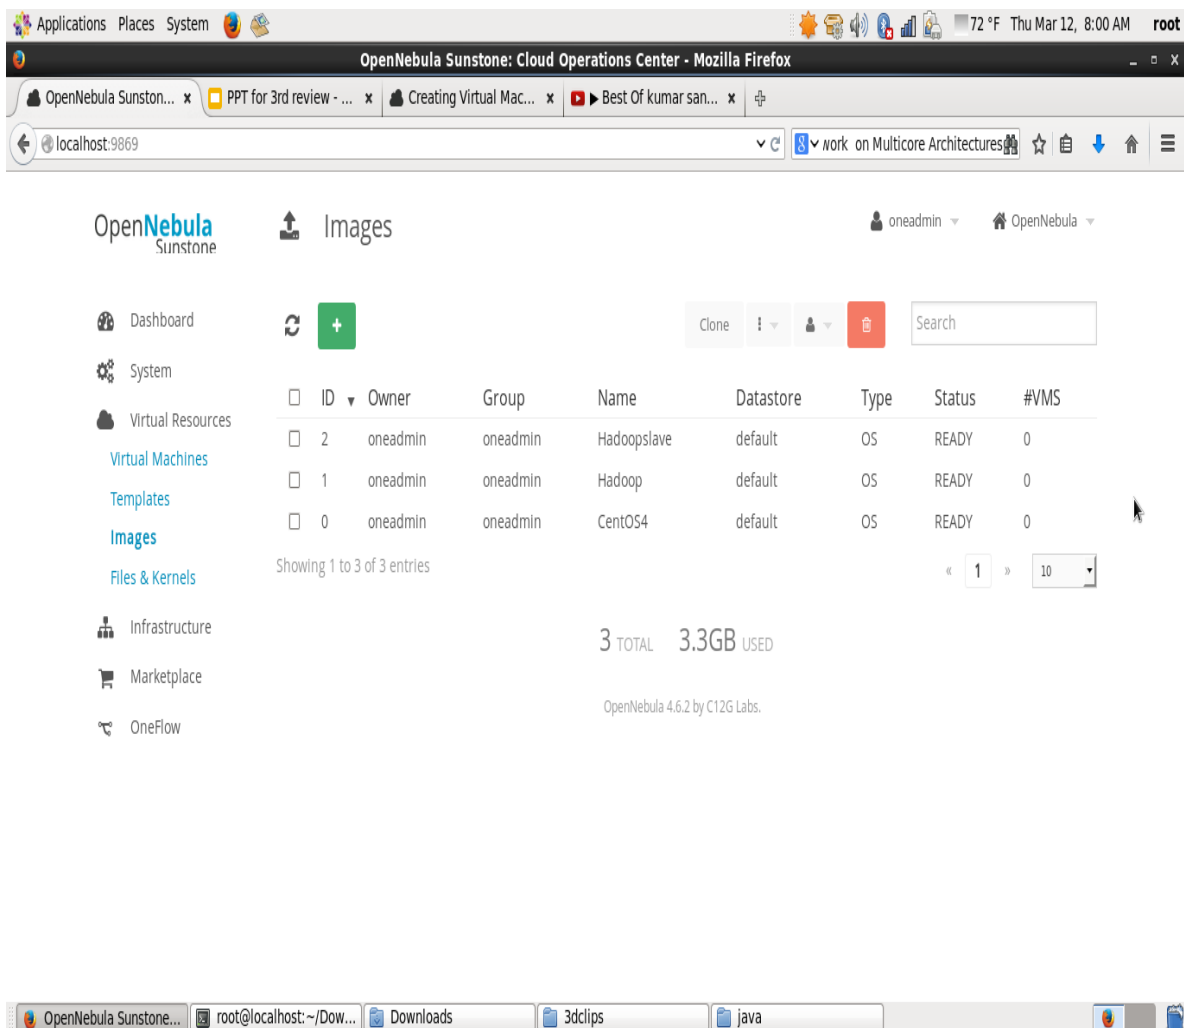 Applications Places System 72 °F Thu Mar 12, 8:00 AM root
OpenNebula Sunstone: Cloud Operations Center - Mozilla Firefox
OpenNebula Sunston... PPT for 3rd review - ... Creating Virtual Mac... ▶ Best Of kumar san...
localhost:9869 work on Multicore Architectures
OpenNebula Sunstone
Images
oneadmin
OpenNebula
Dashboard
System
Virtual Resources
Virtual Machines
Templates
Images
Files & Kernels
Infrastructure
Marketplace
OneFlow
Clone
Search
ID Owner Group Name Datastore Type Status #VMS
2 oneadmin oneadmin Hadoopslave default OS READY 0
1 oneadmin oneadmin Hadoop default OS READY 0
0 oneadmin oneadmin CentOS4 default OS READY 0
Showing 1 to 3 of 3 entries « 1 » 10
3 TOTAL 3.3GB USED
OpenNebula 4.6.2 by C12G Labs.
OpenNebula Sunstone... root@localhost:~/Dow... Downloads 3dclips java